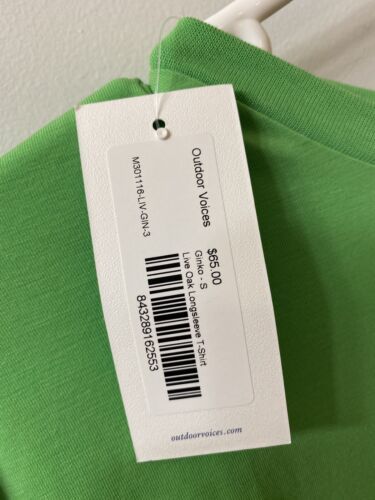 Outdoor Voices
M301116-LIV-GIN-3
$65.00
Ginko - S
Live Oak Longsleeve T-Shirt
843289162553
outdoorvoices.com